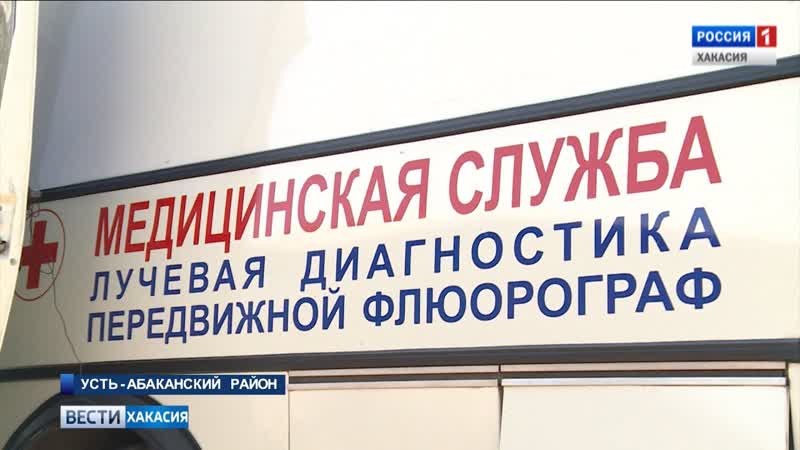 РОССИЯ 1
ХАКАСИЯ
МЕДИЦИНСКАЯ СЛУЖБА
ЛУЧЕВАЯ ДИАГНОСТИКА
ПЕРЕДВИЖНОЙ ФЛЮОРОГРАФ
УСТЬ-АБАКАНСКИЙ РАЙОН
ВЕСТИ ХАКАСИЯ